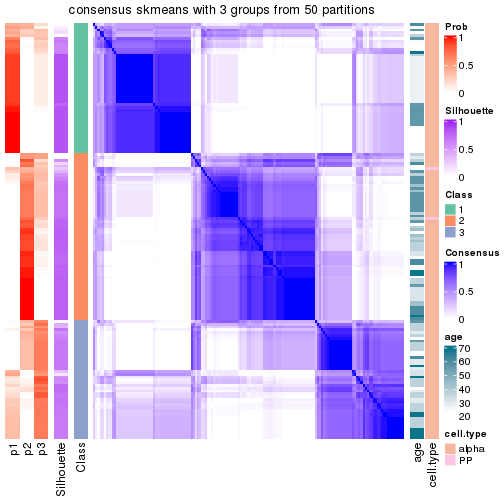 consensus skmeans with 3 groups from 50 partitions
p1
p2
p3
Silhouette
Class
age
cell.type
Prob
1
0.5
0
Silhouette
1
0.5
0
Class
1
2
3
Consensus
1
0.5
0
age
70
60
50
40
30
20
cell.type
alpha
PP